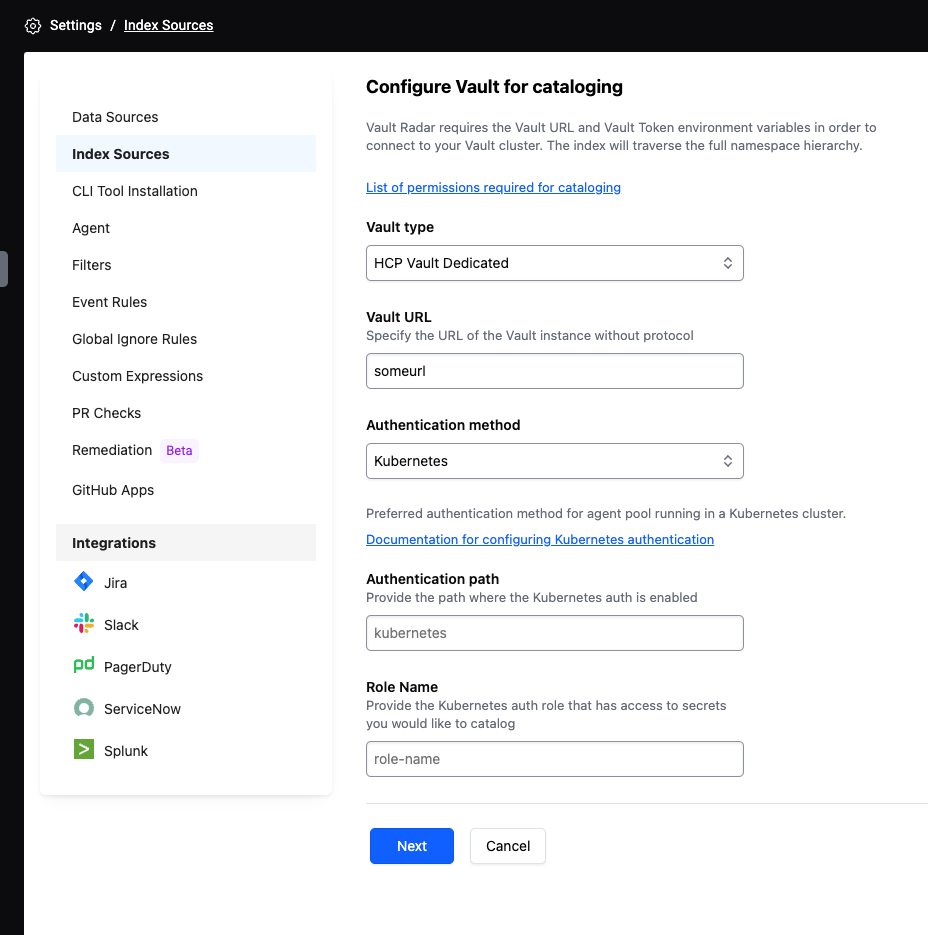 Settings / Index Sources
Data Sources
Index Sources
CLI Tool Installation
Agent
Filters
Event Rules
Global Ignore Rules
Custom Expressions
PR Checks
Remediation Beta
GitHub Apps
Integrations
Jira
Slack
pd PagerDuty
ServiceNow
Splunk
Configure Vault for cataloging
Vault Radar requires the Vault URL and Vault Token environment variables in order to
connect to your Vault cluster. The index will traverse the full namespace hierarchy.
List of permissions required for cataloging
Vault type
HCP Vault Dedicated
Vault URL
Specify the URL of the Vault instance without protocol
someurl
Authentication method
Kubernetes
Preferred authentication method for agent pool running in a Kubernetes cluster.
Documentation for configuring Kubernetes authentication
Authentication path
Provide the path where the Kubernetes auth is enabled
kubernetes
Role Name
Provide the Kubernetes auth role that has access to secrets
you would like to catalog
role-name
Next Cancel